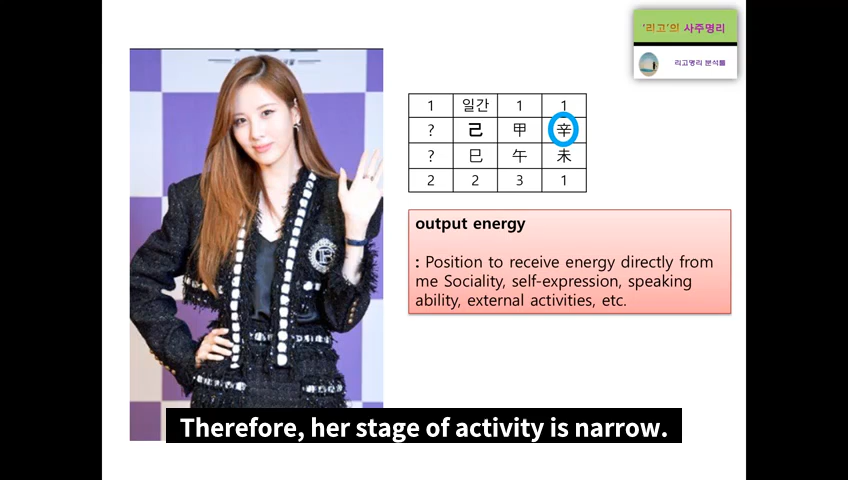 '리고'의 사주명리
리고명리 분석틀
1 일간 1 1
? 己 甲 辛
? 巳 午 未
2 2 3 1
output energy
: Position to receive energy directly from
me Sociality, self-expression, speaking
ability, external activities, etc.
Therefore, her stage of activity is narrow.